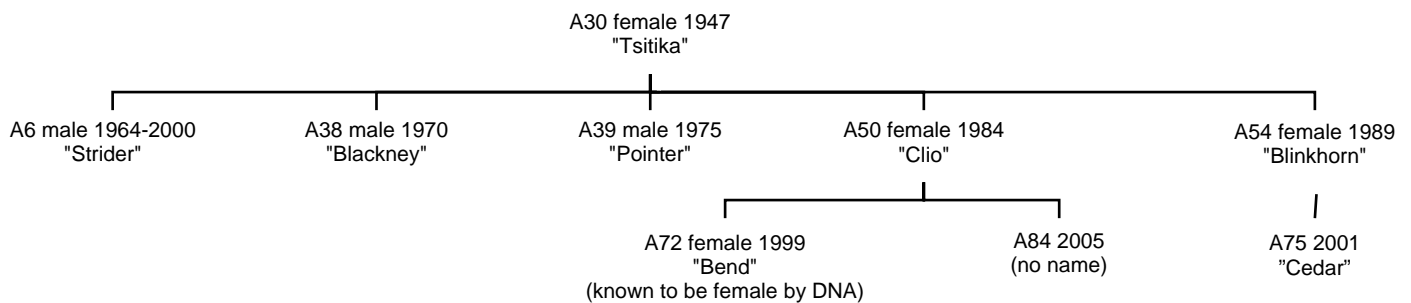 A30 female 1947
"Tsitika"
A6 male 1964-2000
"Strider"
A38 male 1970
"Blackney"
A39 male 1975
"Pointer"
A50 female 1984
"Clio"
A54 female 1989
"Blinkhorn"
A72 female 1999
"Bend"
(known to be female by DNA)
A84 2005
(no name)
A75 2001
”Cedar”